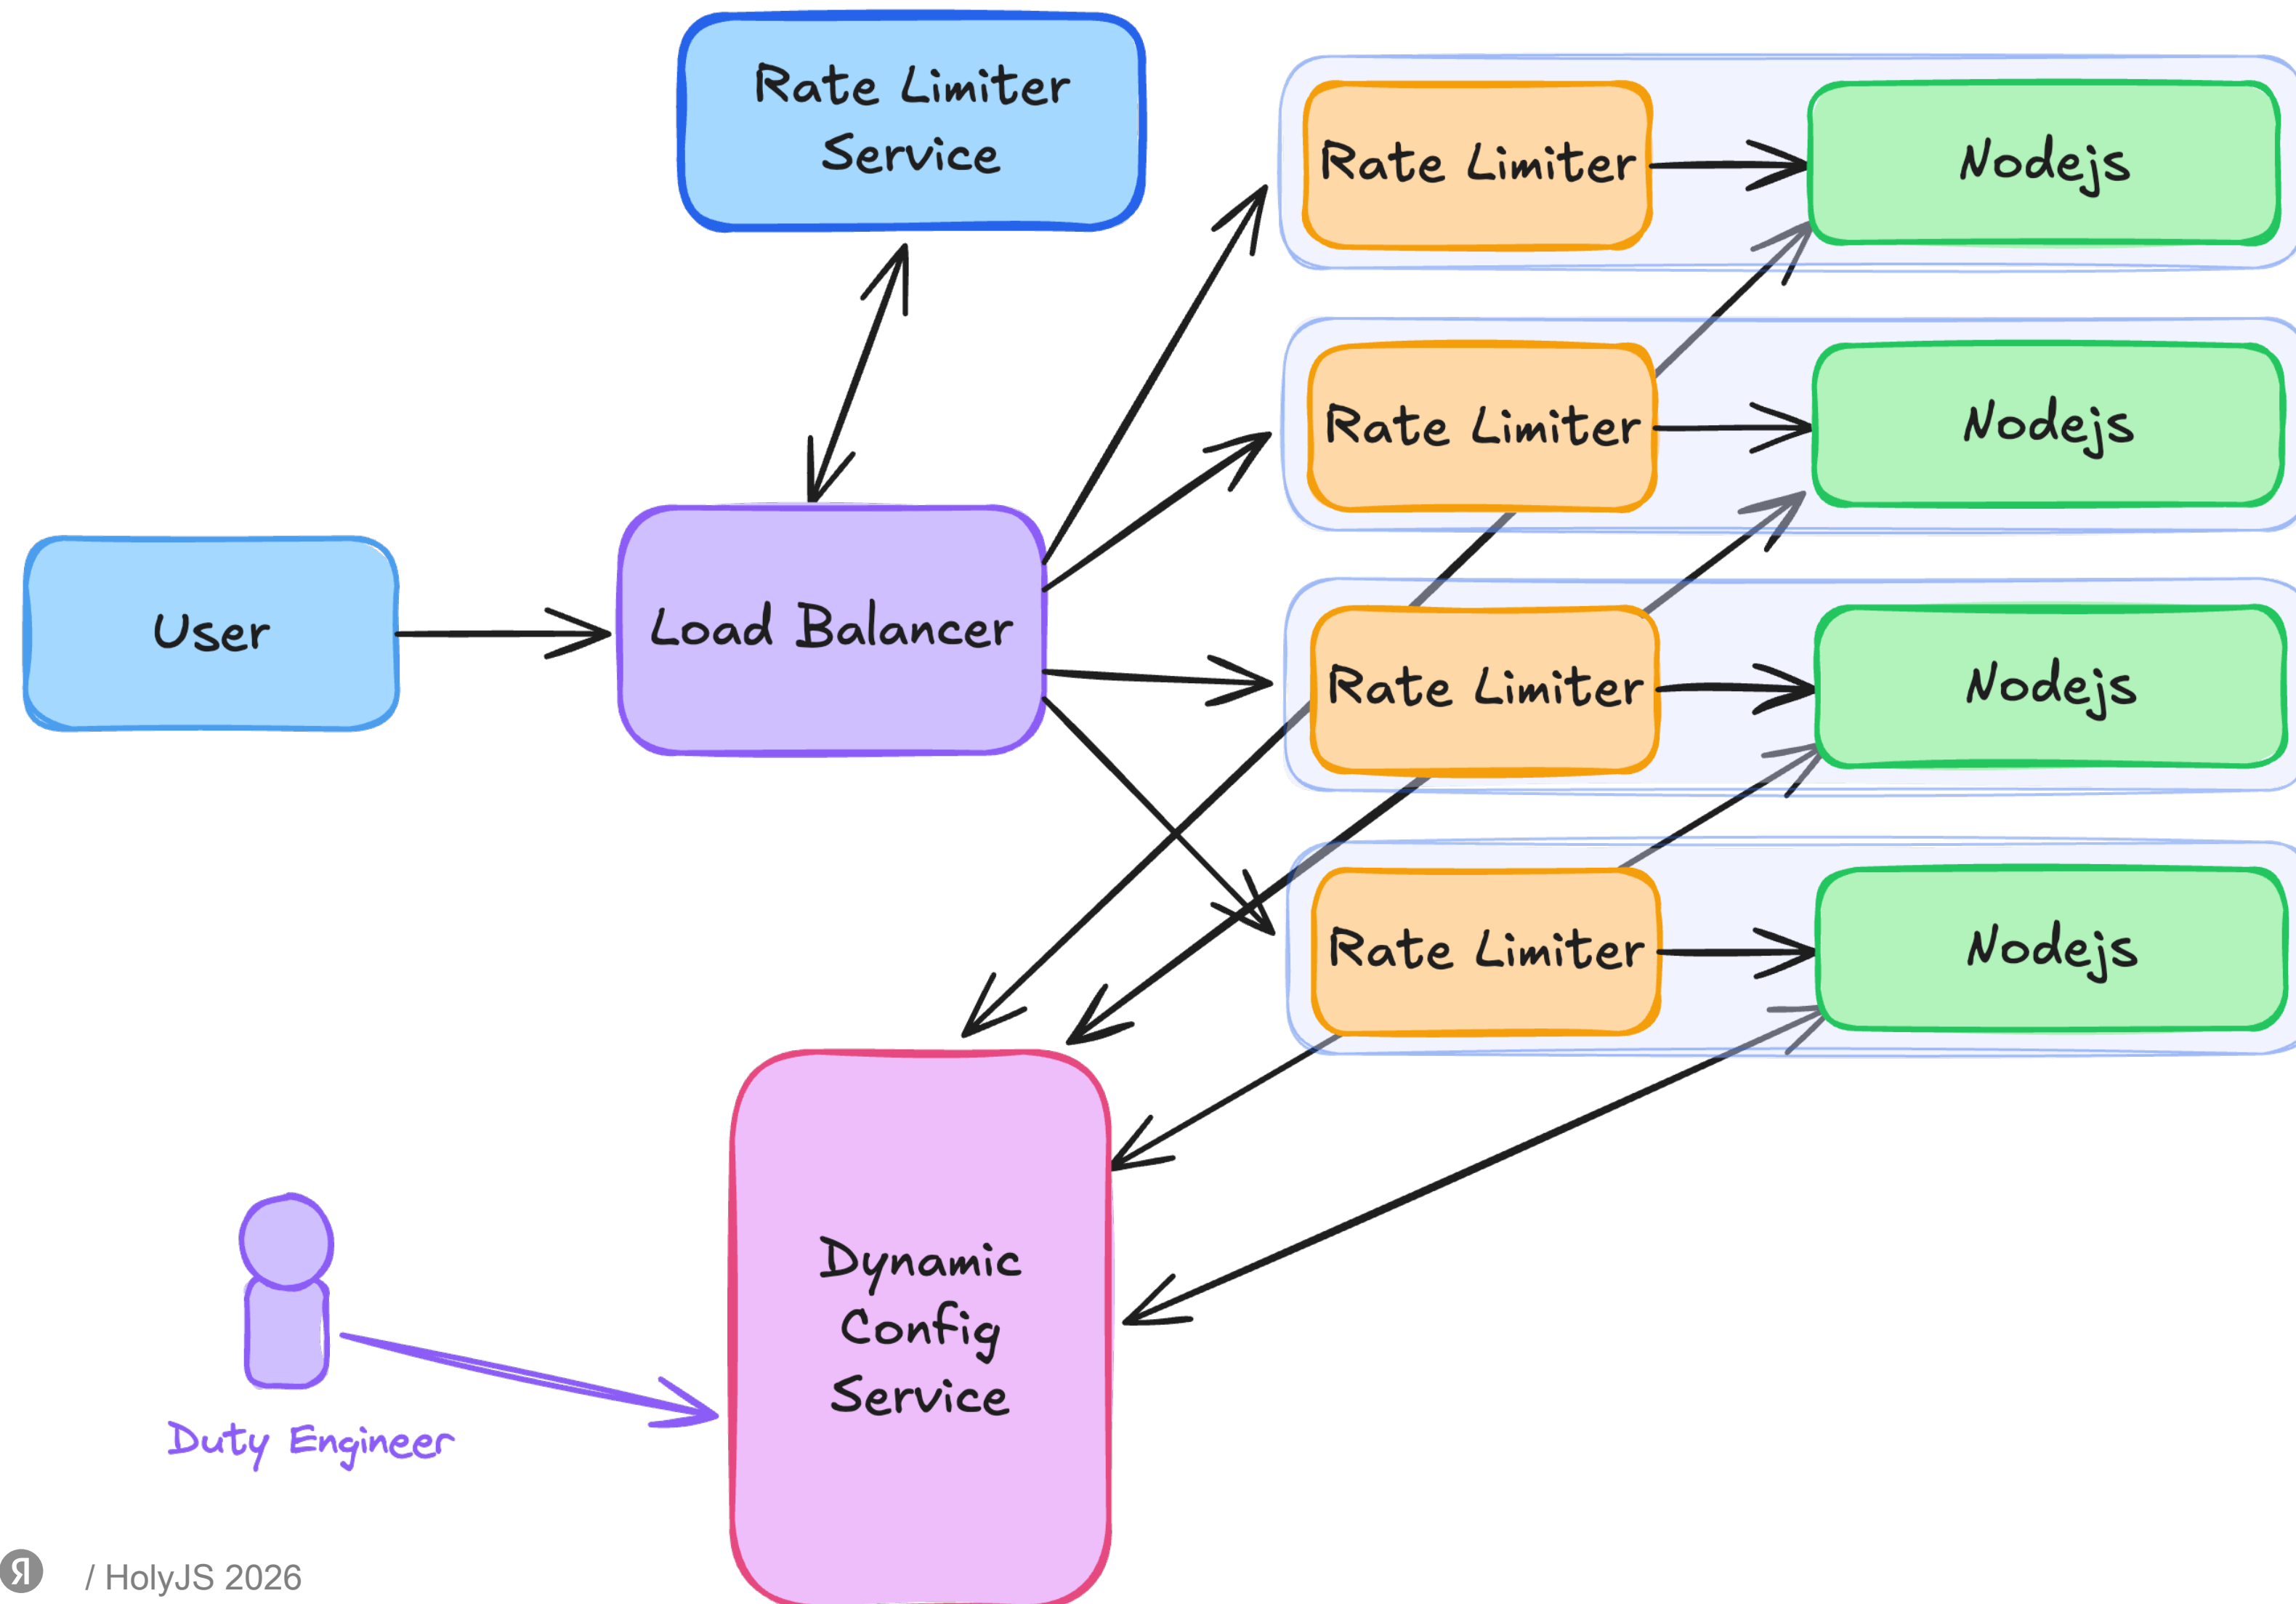 Rate Limiter
Service
Rate Limiter
Nodejs
Rate Limiter
Nodejs
User
Load Balancer
Rate Limiter
Nodejs
Rate Limiter
Nodejs
Dynamic
Config
Service
Duty Engineer
Я
/ HolyJS 2026